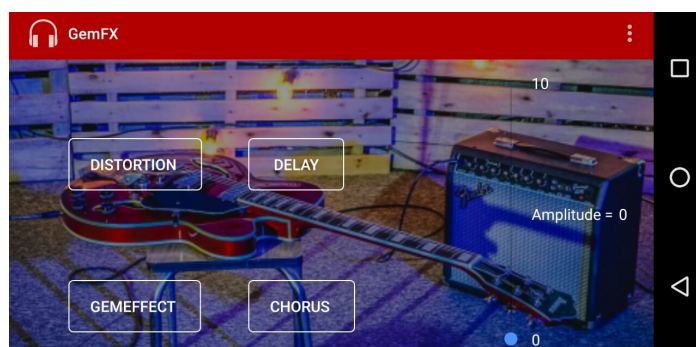 GemFX
10
DISTORTION
DELAY
Amplitude = 0
GEMEFFECT
CHORUS
0